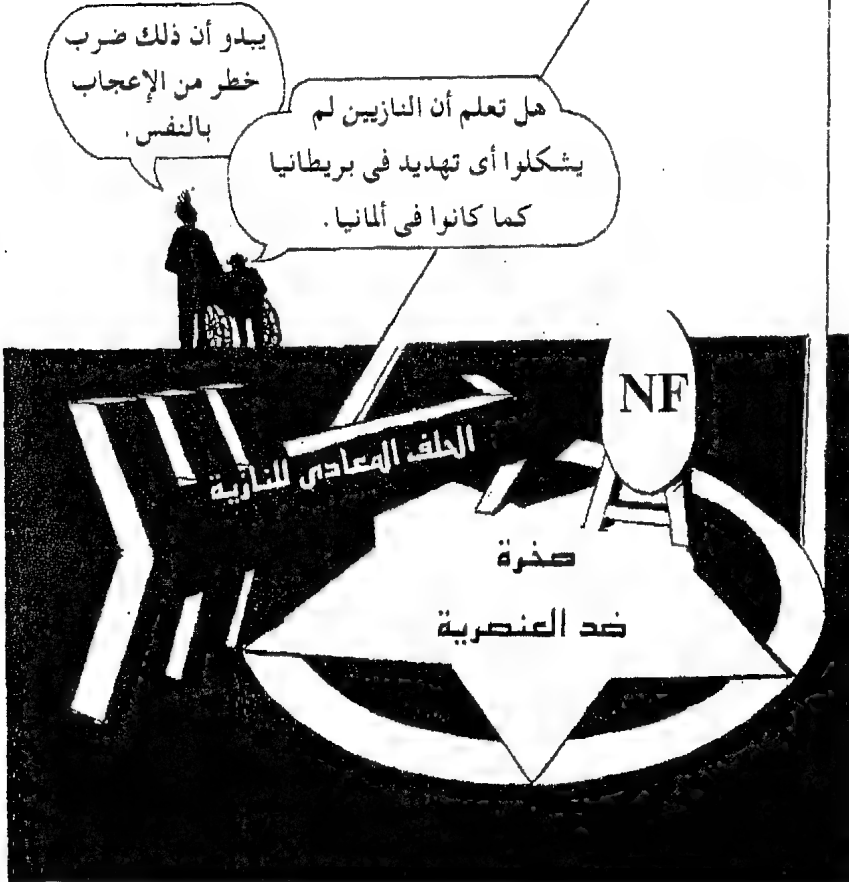 يبدو أن ذلك ضرب
خطر من الإعجاب
بالنفس.
هل تعلم أن النازيين لم
يشكلوا أى تهديد فى بريطانيا
كما كانوا فى ألمانيا.
NF
الحلف المعادى للنازية
صخرة
ضد العنصرية